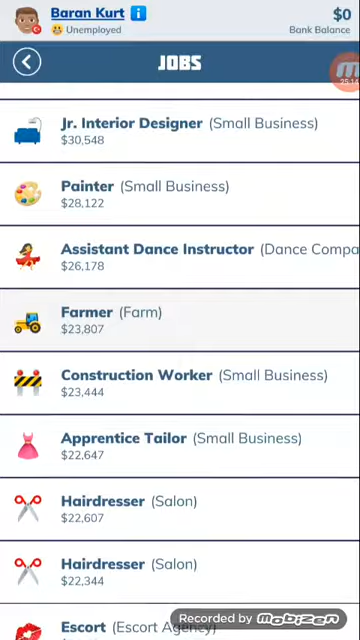 Baran Kurt
$0
Unemployed
Bank Balance
JOBS
25:14
Jr. Interior Designer (Small Business)
$30,548
Painter (Small Business)
$28,122
Assistant Dance Instructor (Dance Compa
$26,178
Farmer (Farm)
$23,807
Construction Worker (Small Business)
$23,444
Apprentice Tailor (Small Business)
$22,647
Hairdresser (Salon)
$22,607
Hairdresser (Salon)
$22,344
Escort (Escort Agency)
Recorded by Mobizen